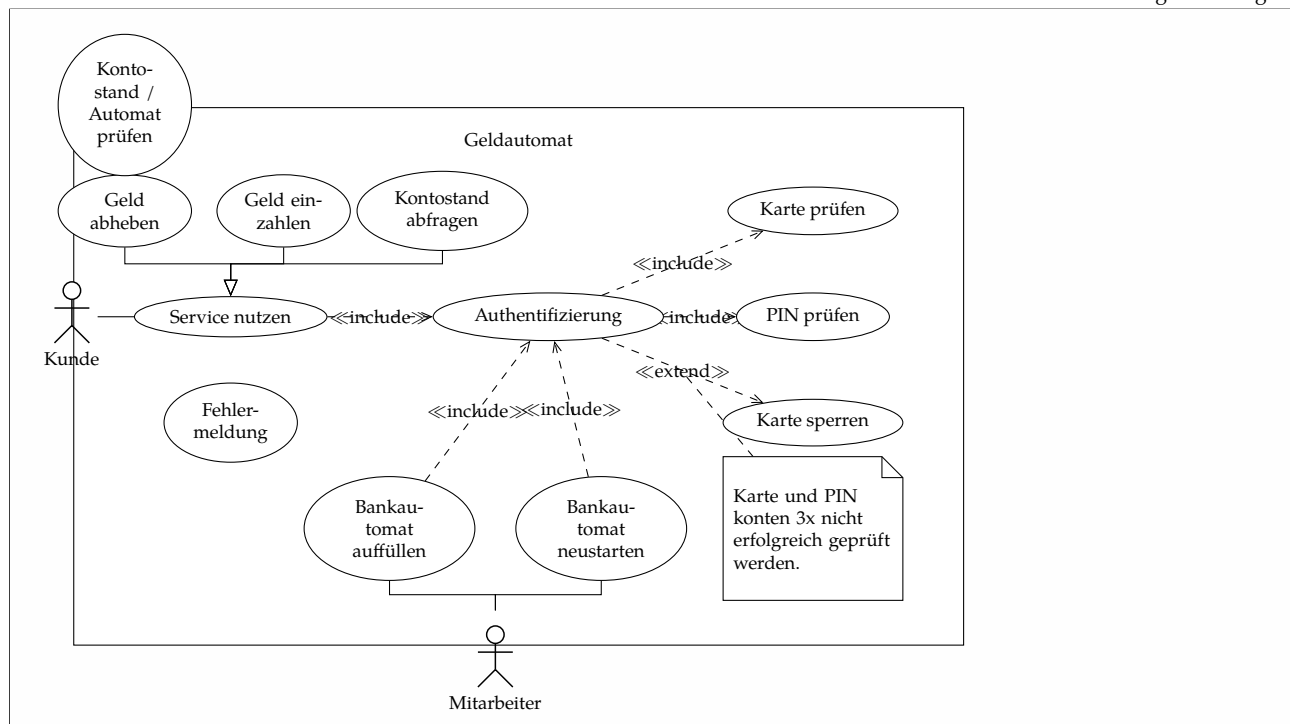 Konto-
stand /
Automat
prüfen
Geldautomat
Geld
abheben
Geld ein-
zahlen
Kontostand
abfragen
Karte prüfen
≪include≫
Service nutzen
≪include≫
Authentifizierung
≪include≫
PIN prüfen
Kunde
≪extend≫
Fehler-
meldung
≪include≫
≪include≫
Karte sperren
Bankau-
tomat
auffüllen
Bankau-
tomat
neustarten
Karte und PIN
konten 3x nicht
erfolgreich geprüft
werden.
Mitarbeiter